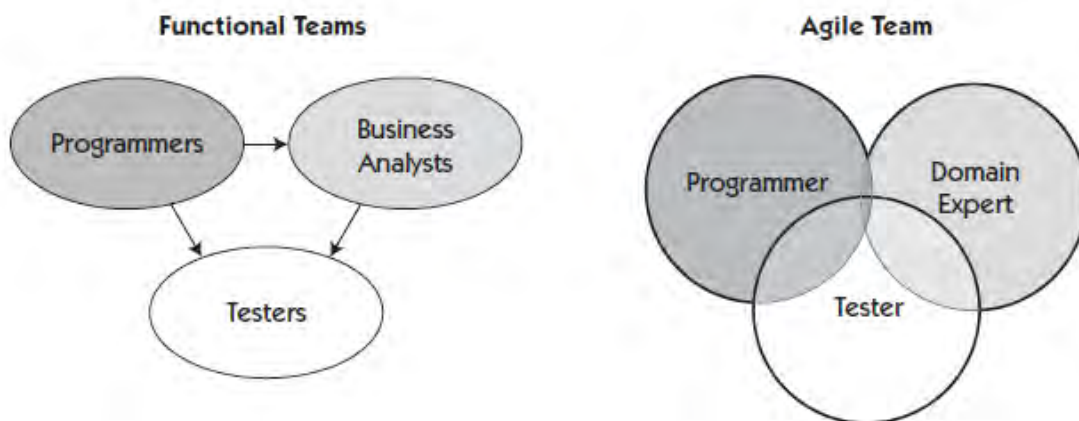 Functional Teams
Agile Team
Programmers
Business
Analysts
Testers
Programmer
Domain
Expert
Tester